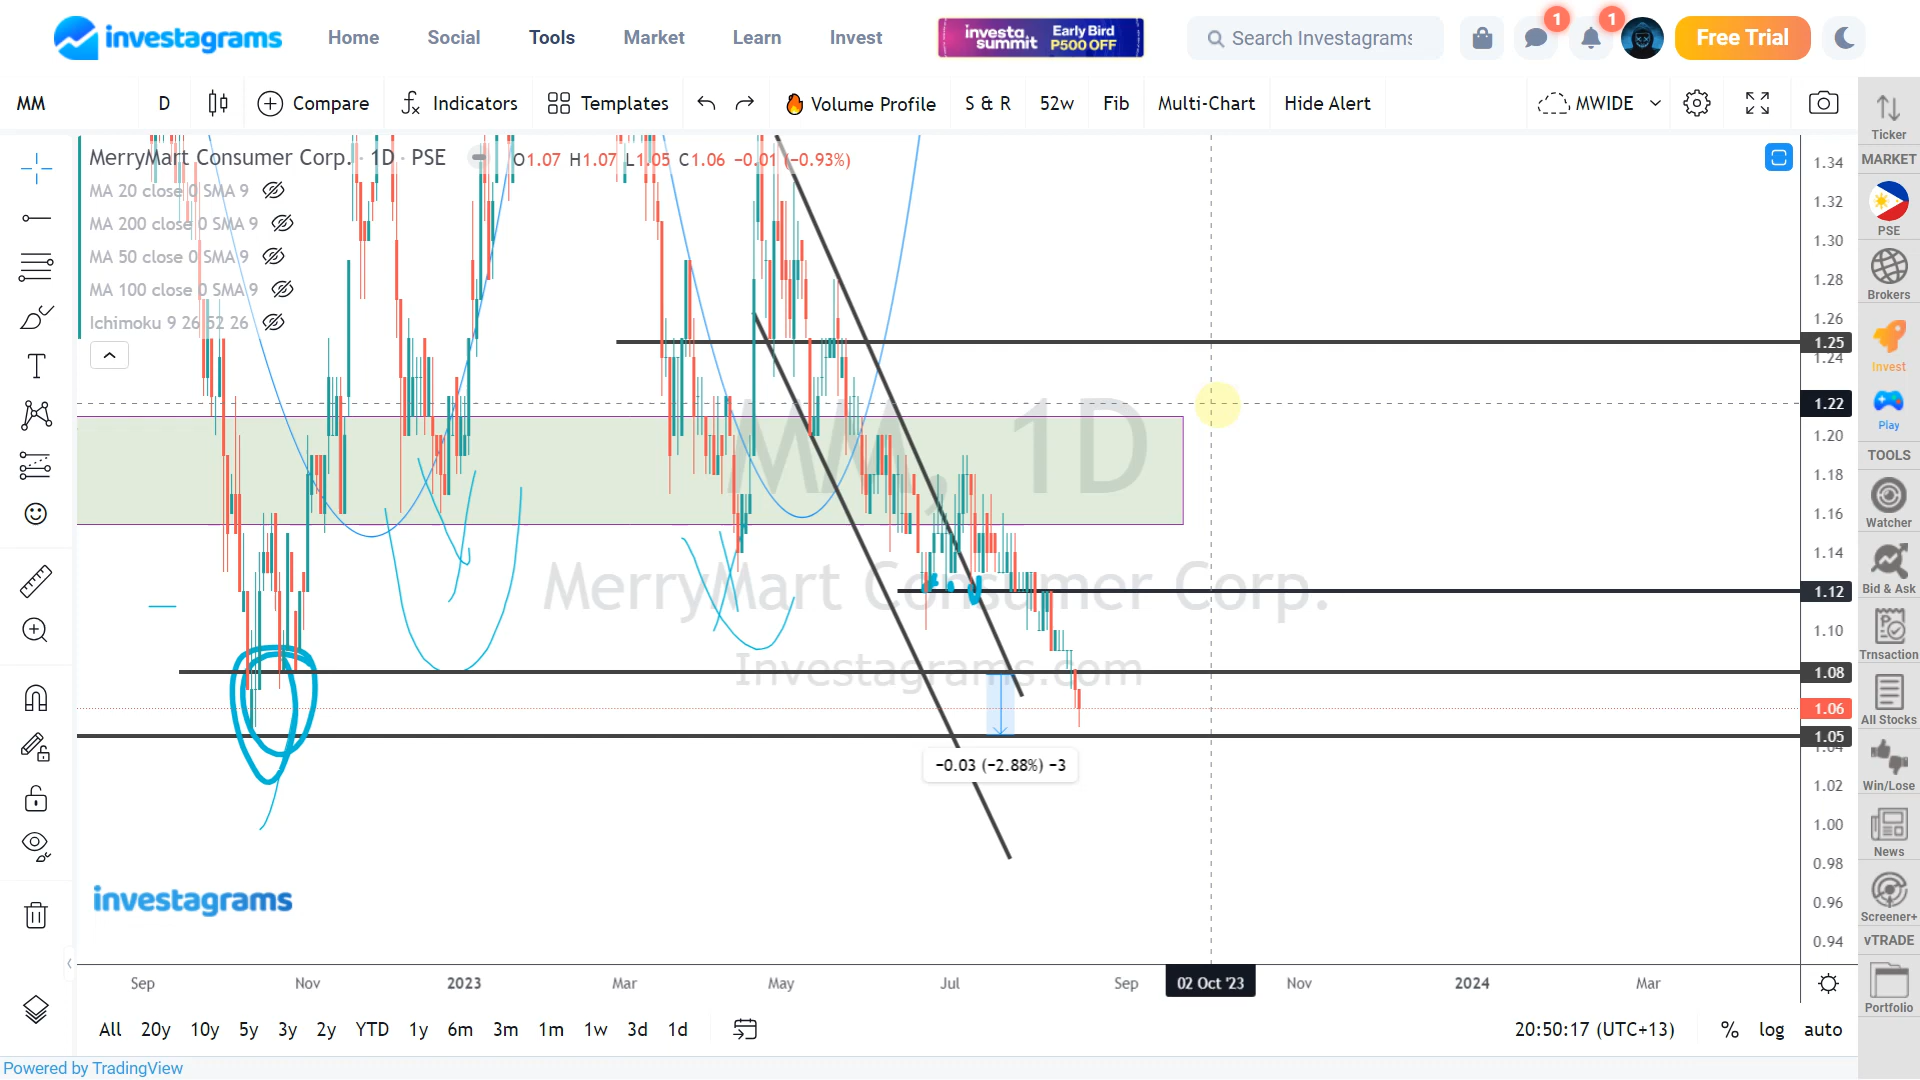 investagrams
Home
Social
Tools
Market
Learn
Invest
investa summit Early Bird P500 OFF
Search Investagrams
1
1
Free Trial
MM
D
Compare
Indicators
Templates
Volume Profile
S & R
52w
Fib
Multi-Chart
Hide Alert
MWIDE
MerryMart Consumer Corp. · 1D · PSE
O1.07 H1.07 L1.05 C1.06 −0.01 (−0.93%)
MA 20 close 0 SMA 9
MA 200 close 0 SMA 9
MA 50 close 0 SMA 9
MA 100 close 0 SMA 9
Ichimoku 9 26 52 26
MM, 1D
MerryMart Consumer Corp.
Investagrams.com
−0.03 (−2.88%) −3
investagrams
1.34
1.32
1.30
1.28
1.26
1.25
1.24
1.22
1.20
1.18
1.16
1.14
1.12
1.10
1.08
1.06
1.05
1.04
1.02
1.00
0.98
0.96
0.94
Sep
Nov
2023
Mar
May
Jul
Sep
02 Oct '23
Nov
2024
Mar
All
20y
10y
5y
3y
2y
YTD
1y
6m
3m
1m
1w
3d
1d
20:50:17 (UTC+13)
%
log
auto
Powered by TradingView
Ticker
MARKET
PSE
Brokers
Invest
Play
TOOLS
Watcher
Bid & Ask
Trnsaction
All Stocks
Win/Lose
News
Screener+
vTRADE
Portfolio